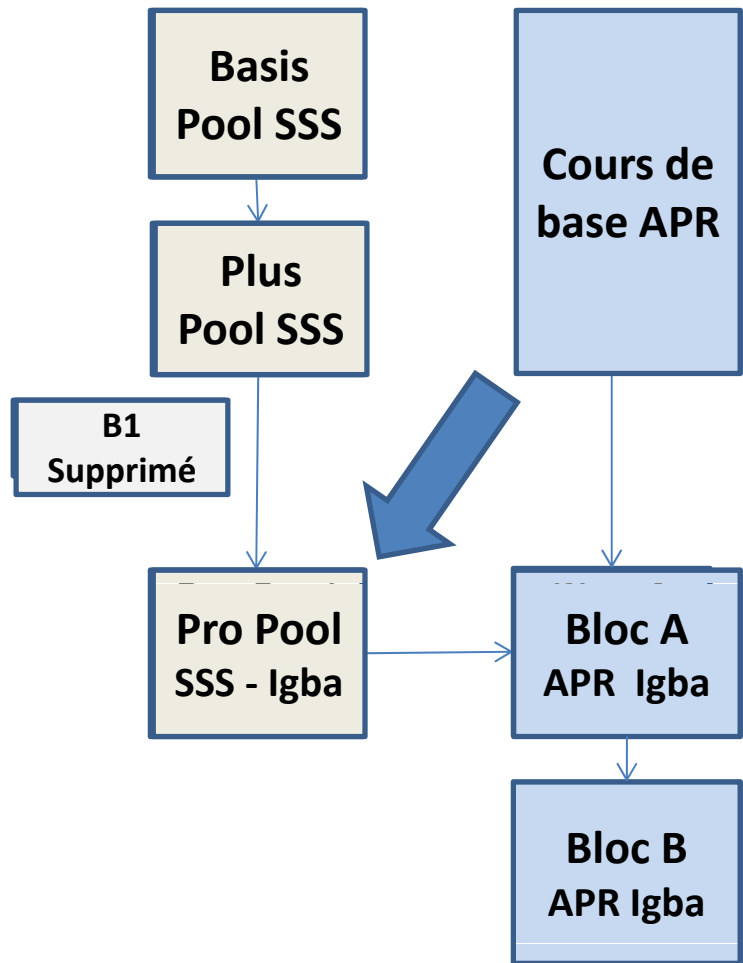 Basis
Pool SSS
Cours de
base APR
Plus
Pool SSS
B1
Supprimé
Pro Pool
SSS - Igba
Bloc A
APR Igba
Bloc B
APR Igba